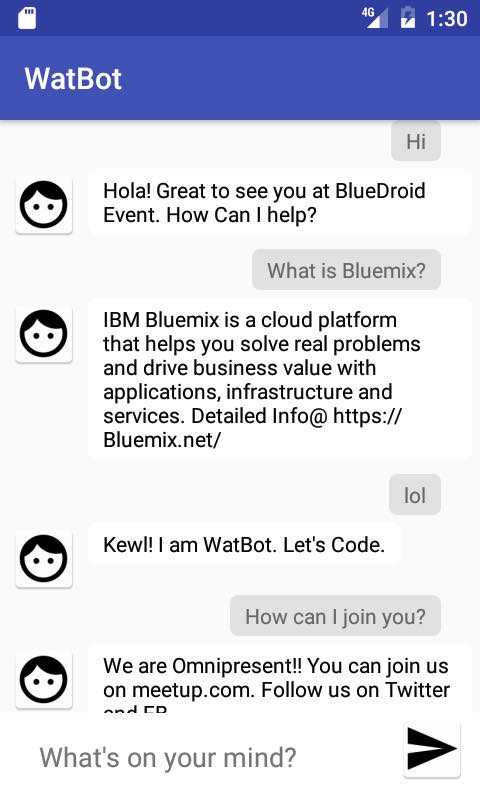 4G 1:30
WatBot
Hi
Hola! Great to see you at BlueDroid
Event. How Can I help?
What is Bluemix?
IBM Bluemix is a cloud platform
that helps you solve real problems
and drive business value with
applications, infrastructure and
services. Detailed Info@ https://
Bluemix.net/
lol
Kewl! I am WatBot. Let's Code.
How can I join you?
We are Omnipresent!! You can join us
on meetup.com. Follow us on Twitter
and FB
What's on your mind?